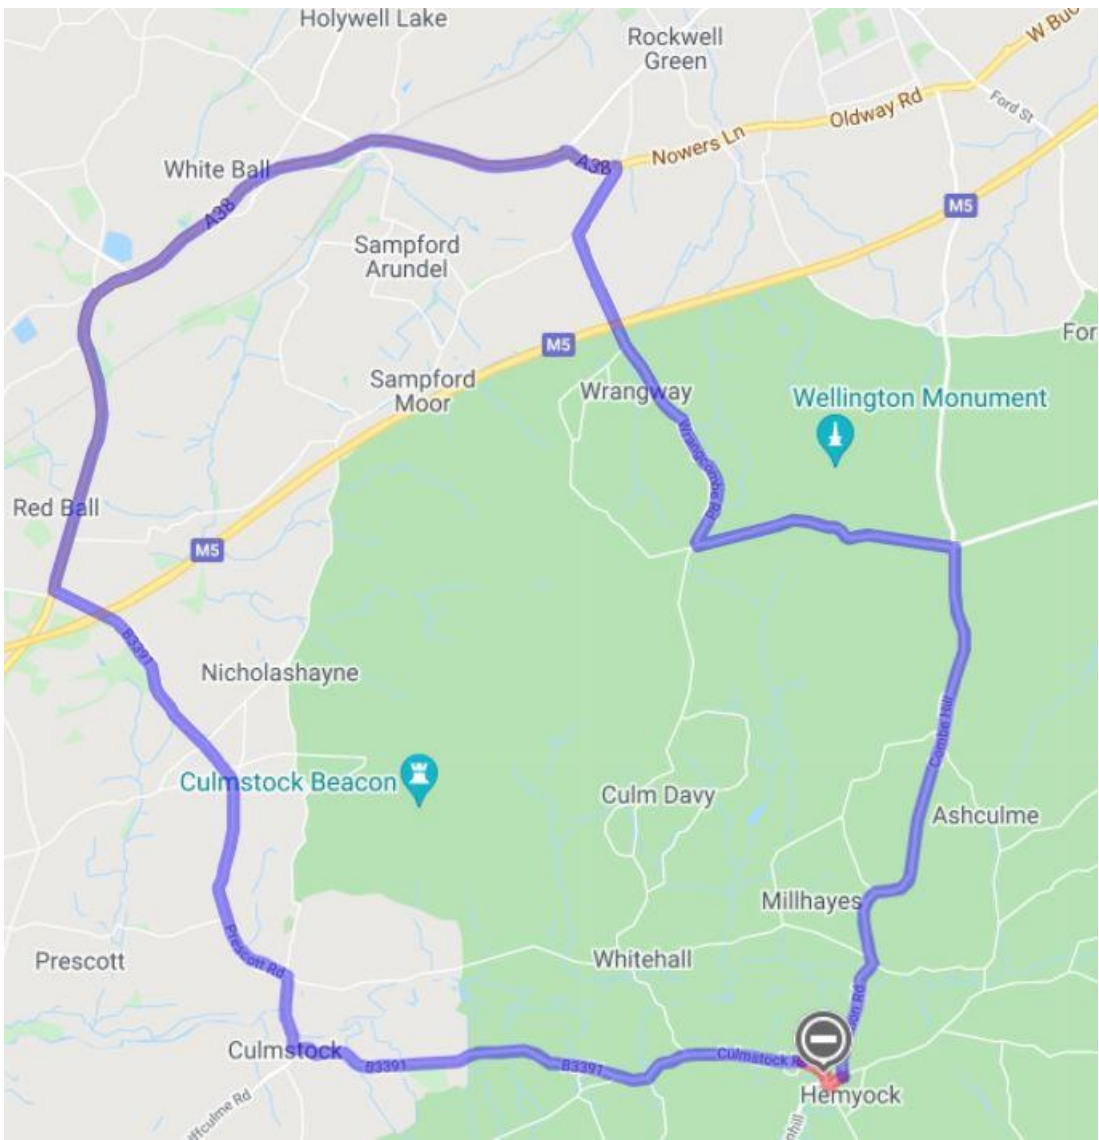 Holywell Lake
Rockwell
Green
Ford St
Oldway Rd
Nowers Ln
A38
White Ball
A38
M5
Sampford
Arundel
M5
Sampford
Moor
Wrangway
Wellington Monument
Wrangcombe Rd
Red Ball
M5
B3391
Nicholashayne
Combe Hill
Culmstock Beacon
Culm Davy
Ashculme
Millhayes
Prescott Rd
Prescott
Whitehall
Culmstock
B3391
B3391
Culmstock
Hemyock